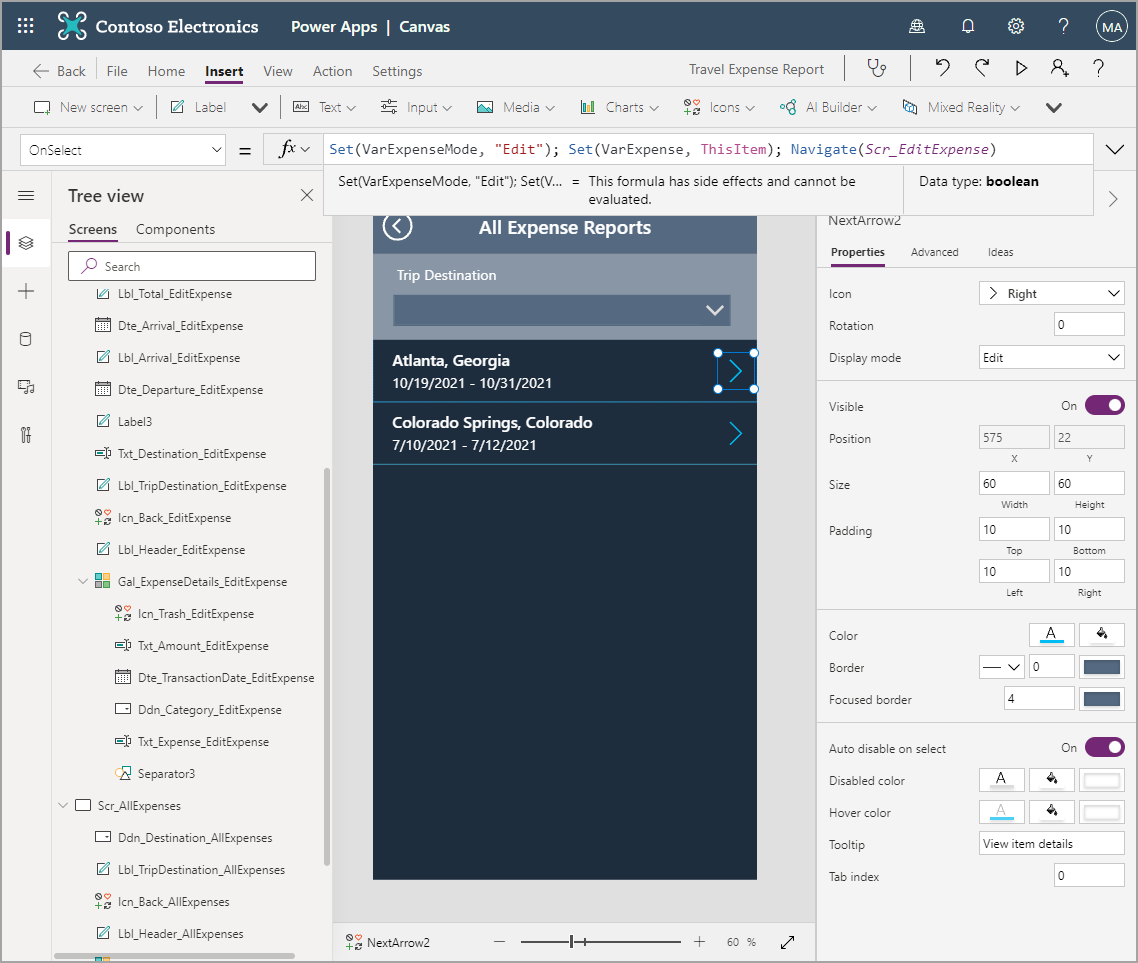 Contoso Electronics Power Apps | Canvas MA
Back File Home Insert View Action Settings Travel Expense Report ?
New screen Label Abc Text Input Media Charts Icons AI Builder Mixed Reality
OnSelect = fx Set(VarExpenseMode, "Edit"); Set(VarExpense, ThisItem); Navigate(Scr_EditExpense)
Set(VarExpenseMode, "Edit"); Set(V... = This formula has side effects and cannot be evaluated.
Data type: boolean
Tree view
Screens Components
Search
Lbl_Total_EditExpense
Dte_Arrival_EditExpense
Lbl_Arrival_EditExpense
Dte_Departure_EditExpense
Label3
Txt_Destination_EditExpense
Lbl_TripDestination_EditExpense
Icn_Back_EditExpense
Lbl_Header_EditExpense
Gal_ExpenseDetails_EditExpense
Icn_Trash_EditExpense
Txt_Amount_EditExpense
Dte_TransactionDate_EditExpense
Ddn_Category_EditExpense
Txt_Expense_EditExpense
Separator3
Scr_AllExpenses
Ddn_Destination_AllExpenses
Lbl_TripDestination_AllExpenses
Icn_Back_AllExpenses
Lbl_Header_AllExpenses
All Expense Reports
Trip Destination
Atlanta, Georgia
10/19/2021 - 10/31/2021
Colorado Springs, Colorado
7/10/2021 - 7/12/2021
NextArrow2 60 %
NextArrow2
Properties Advanced Ideas
Icon Right
Rotation 0
Display mode Edit
Visible On
Position 575 22
X Y
Size 60 60
Width Height
Padding 10 10
Top Bottom
10 10
Left Right
Color A
Border 0
Focused border 4
Auto disable on select On
Disabled color A
Hover color A
Tooltip View item details
Tab index 0